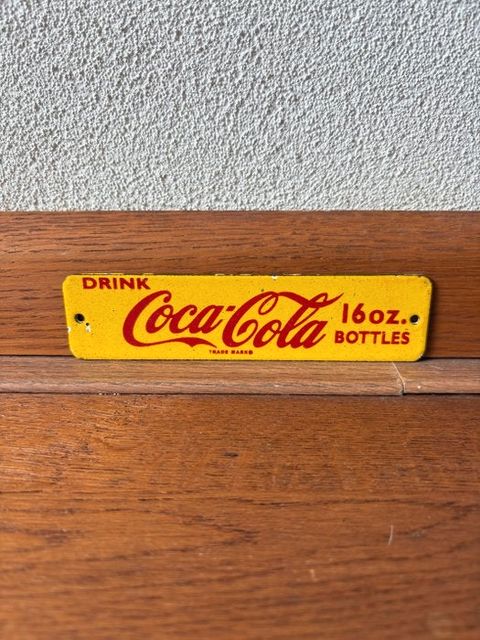 DRINK
Coca-Cola
TRADE MARK®
16oz.
BOTTLES